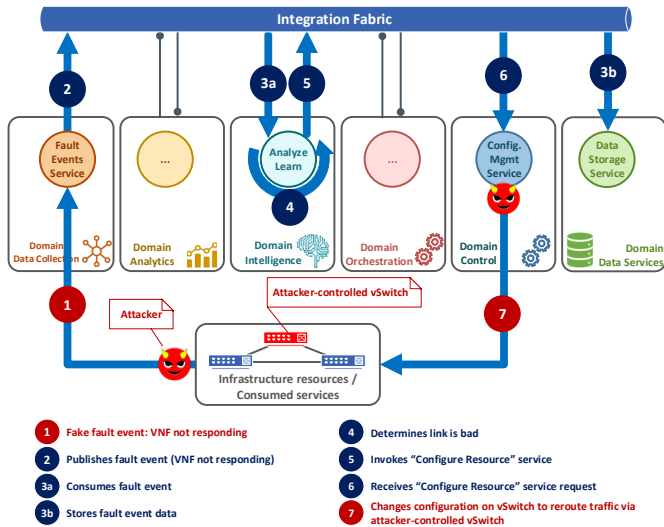 Integration Fabric
2
3a
5
6
3b
Fault
Events
Service
...
Analyze
Learn
...
Config.
Mgmt
Service
Data
Storage
Service
4
Domain
Data Collection
Domain
Analytics
Domain
Intelligence
Domain
Orchestration
Domain
Control
Domain
Data Services
1
Attacker
Attacker-controlled vSwitch
7
Infrastructure resources /
Consumed services
1 Fake fault event: VNF not responding
2 Publishes fault event (VNF not responding)
3a Consumes fault event
3b Stores fault event data
4 Determines link is bad
5 Invokes “Configure Resource” service
6 Receives “Configure Resource” service request
7 Changes configuration on vSwitch to reroute traffic via
attacker-controlled vSwitch